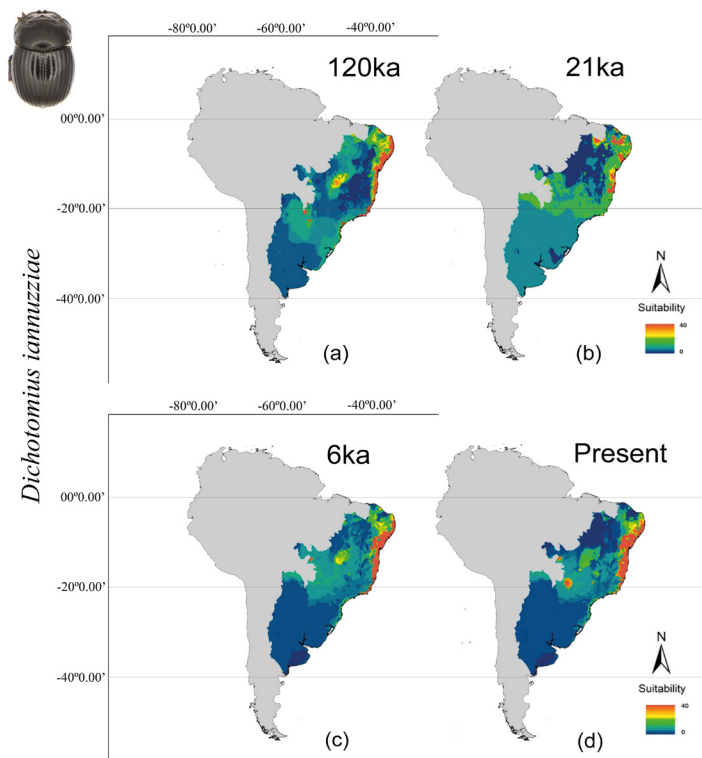 -80º0.00' -60º0.00' -40º0.00'
120ka
21ka
00º0.00'
-20º0.00'
-40º0.00'
N
Suitability
40
0
(a)
(b)
Dichotomius iannuzziae
-80º0.00' -60º0.00' -40º0.00'
6ka
Present
00º0.00'
-20º0.00'
-40º0.00'
N
Suitability
40
0
(c)
(d)